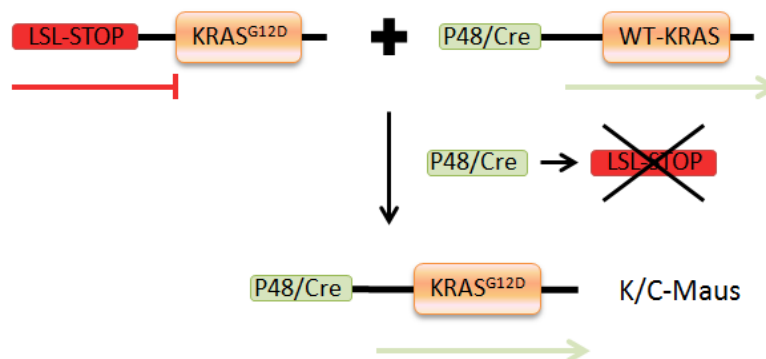 LSL-STOP
KRAS^G12D
P48/Cre
WT-KRAS
P48/Cre
LSL-STOP
P48/Cre
KRAS^G12D
K/C-Maus